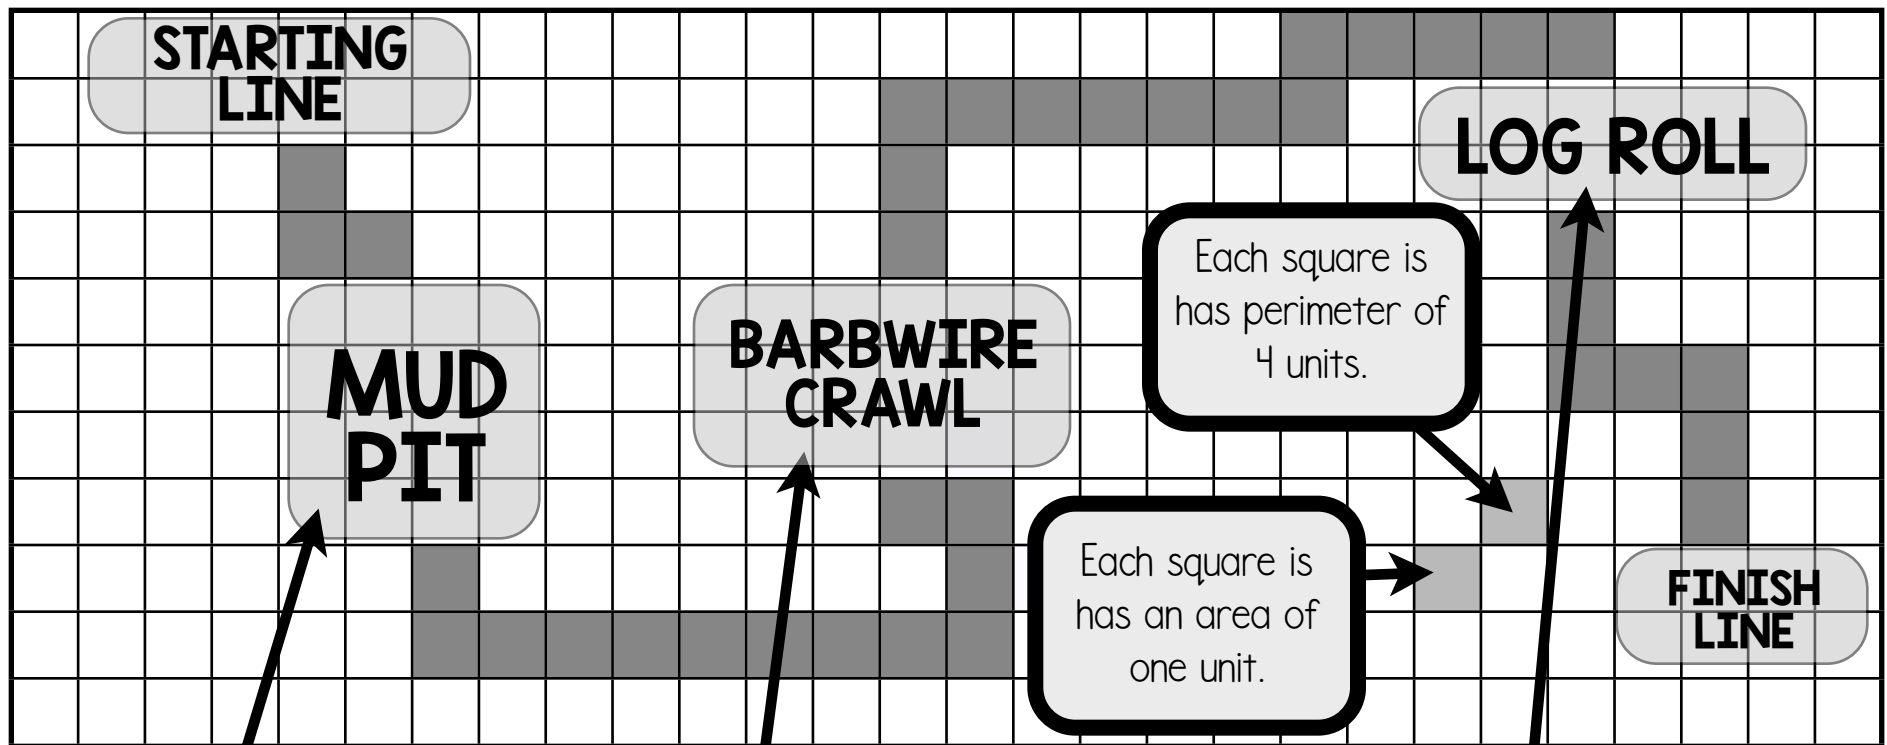 STARTING
LINE
LOG ROLL
Each square is
has perimeter of
4 units.
BARBWIRE
CRAWL
MUD
PIT
Each square is
has an area of
one unit.
FINISH
LINE